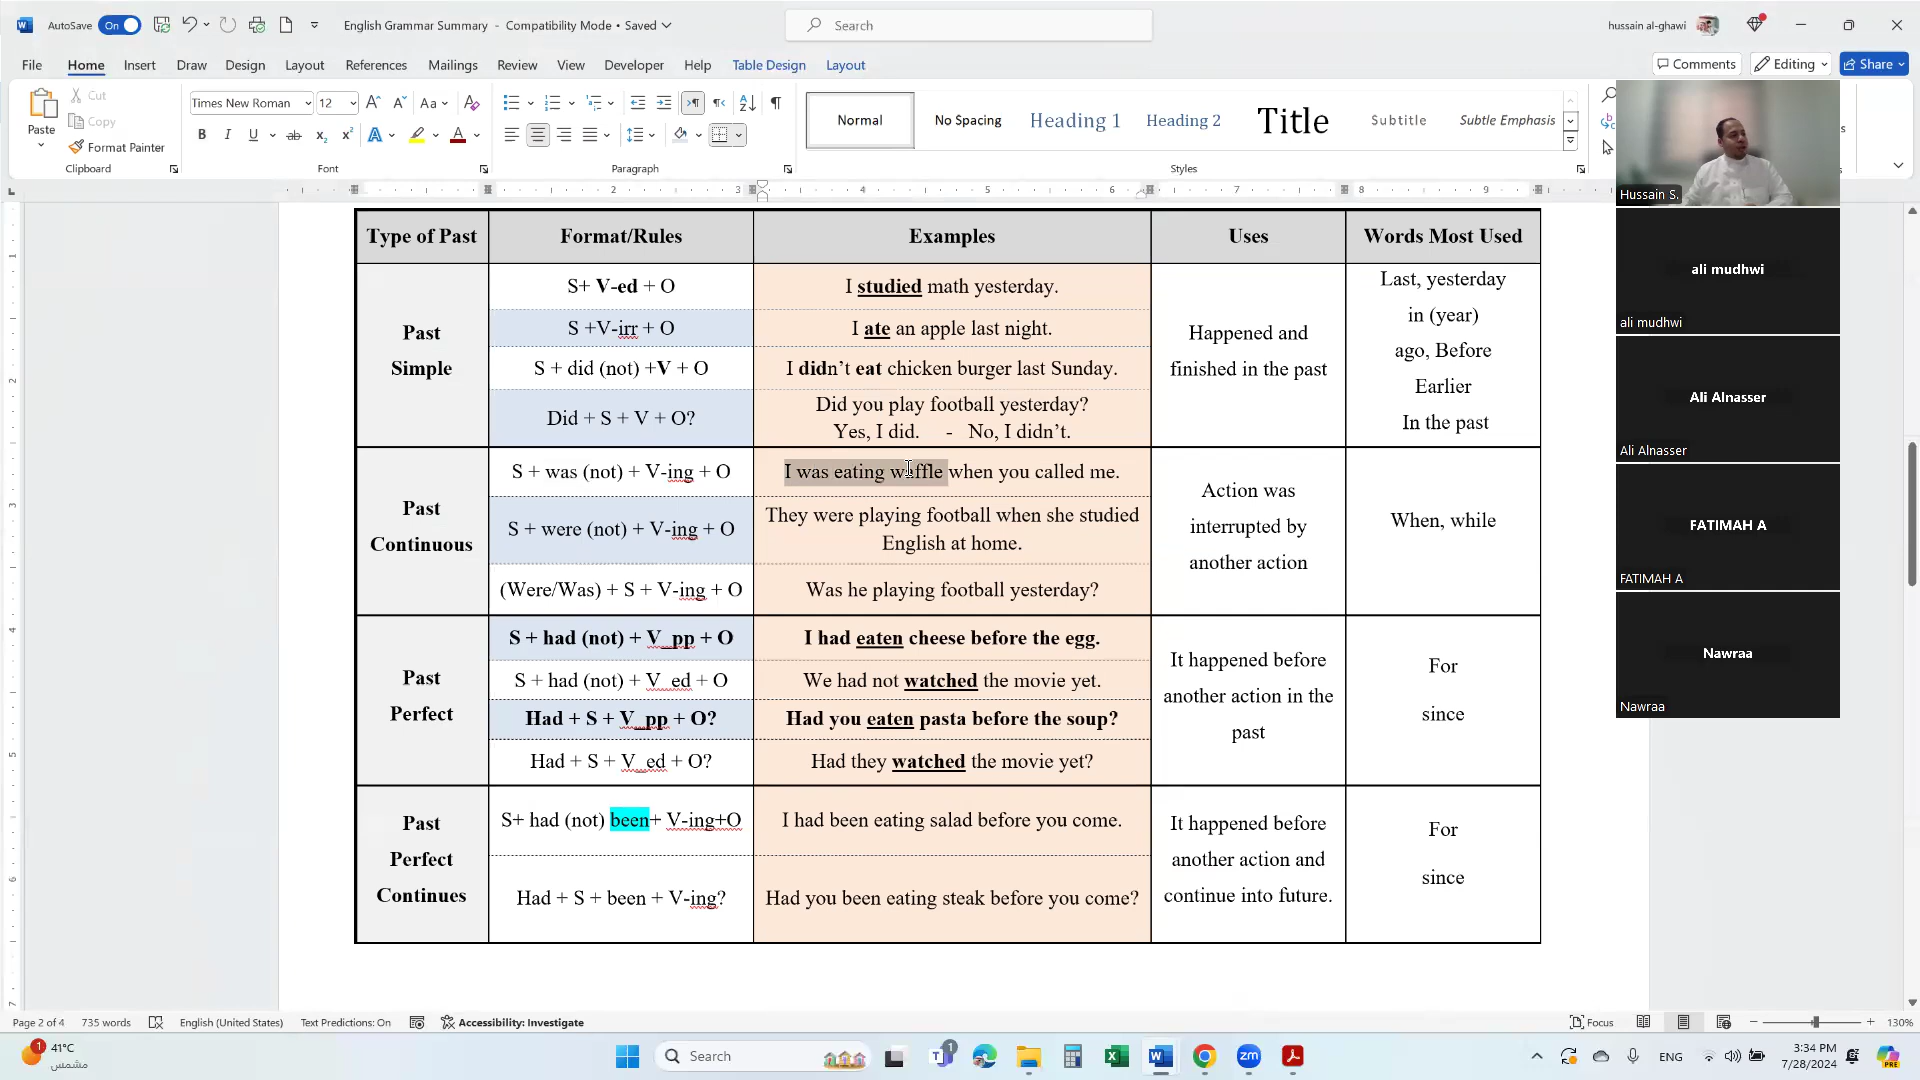 AutoSave On English Grammar Summary - Compatibility Mode • Saved Search hussain al-ghawi
File Home Insert Draw Design Layout References Mailings Review View Developer Help Table Design Layout Comments Editing Share
Paste Cut Copy Format Painter Clipboard
Times New Roman 12 Font
Paragraph
Normal No Spacing Heading 1 Heading 2 Title Subtitle Subtle Emphasis Styles
Type of Past Format/Rules Examples Uses Words Most Used
Past
Simple
S+ V-ed + O
I studied math yesterday.
S +V-irr + O
I ate an apple last night.
S + did (not) +V + O
I didn’t eat chicken burger last Sunday.
Did + S + V + O?
Did you play football yesterday?
Yes, I did. - No, I didn’t.
Happened and
finished in the past
Last, yesterday
in (year)
ago, Before
Earlier
In the past
Past
Continuous
S + was (not) + V-ing + O
I was eating waffle when you called me.
S + were (not) + V-ing + O
They were playing football when she studied
English at home.
(Were/Was) + S + V-ing + O
Was he playing football yesterday?
Action was
interrupted by
another action
When, while
Past
Perfect
S + had (not) + V_pp + O
I had eaten cheese before the egg.
S + had (not) + V_ed + O
We had not watched the movie yet.
Had + S + V_pp + O?
Had you eaten pasta before the soup?
Had + S + V_ed + O?
Had they watched the movie yet?
It happened before
another action in the
past
For
since
Past
Perfect
Continues
S+ had (not) been+ V-ing+O
I had been eating salad before you come.
Had + S + been + V-ing?
Had you been eating steak before you come?
It happened before
another action and
continue into future.
For
since
Hussain S.
ali mudhwi
ali mudhwi
Ali Alnasser
Ali Alnasser
FATIMAH A
FATIMAH A
Nawraa
Nawraa
Page 2 of 4 735 words English (United States) Text Predictions: On Accessibility: Investigate Focus 130%
41°C
مشمس
Search
ENG
3:34 PM
7/28/2024